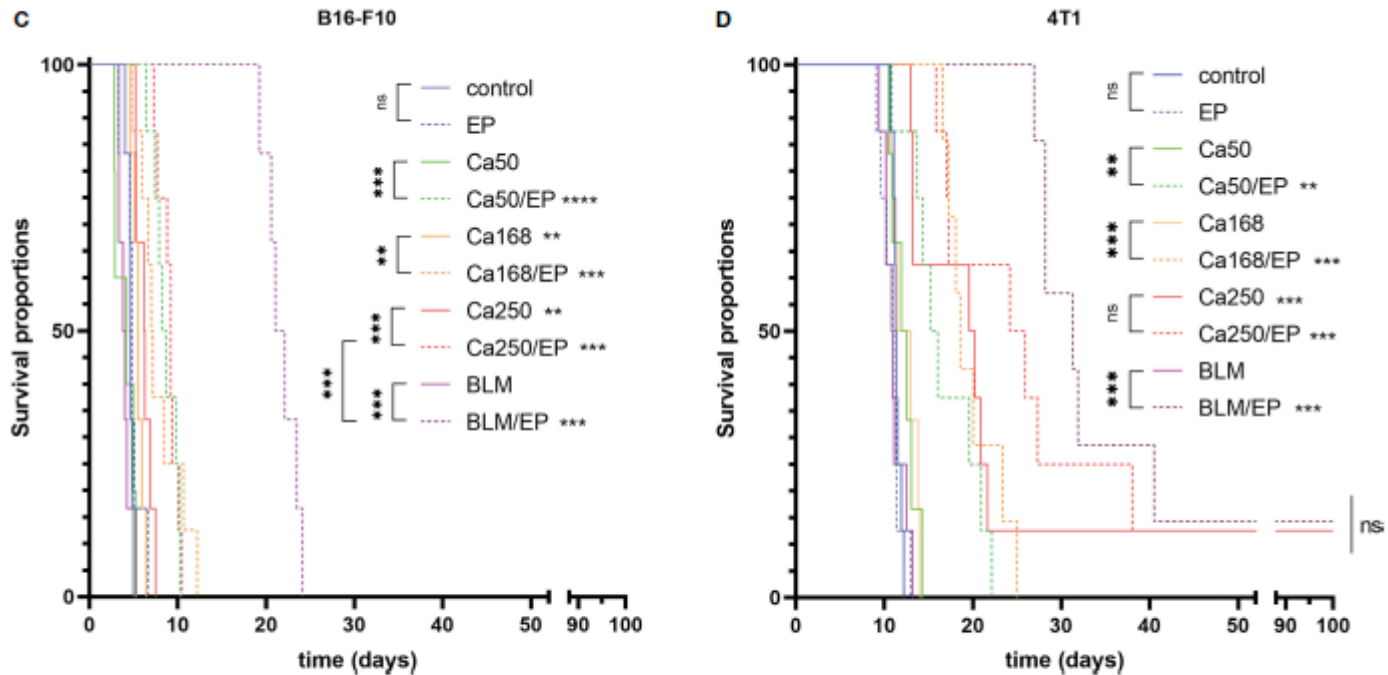 C
B16-F10
100
50
0
Survival proportions
0 10 20 30 40 50 90 100
time (days)
ns
control
EP
***
Ca50
Ca50/EP ****
**
Ca168 **
Ca168/EP ***
***
***
Ca250 **
Ca250/EP ***
***
BLM
BLM/EP ***
D
4T1
100
50
0
Survival proportions
0 10 20 30 40 50 90 100
time (days)
ns
control
EP
**
Ca50
Ca50/EP **
***
Ca168
Ca168/EP ***
ns
Ca250 ***
Ca250/EP ***
***
BLM
BLM/EP ***
ns